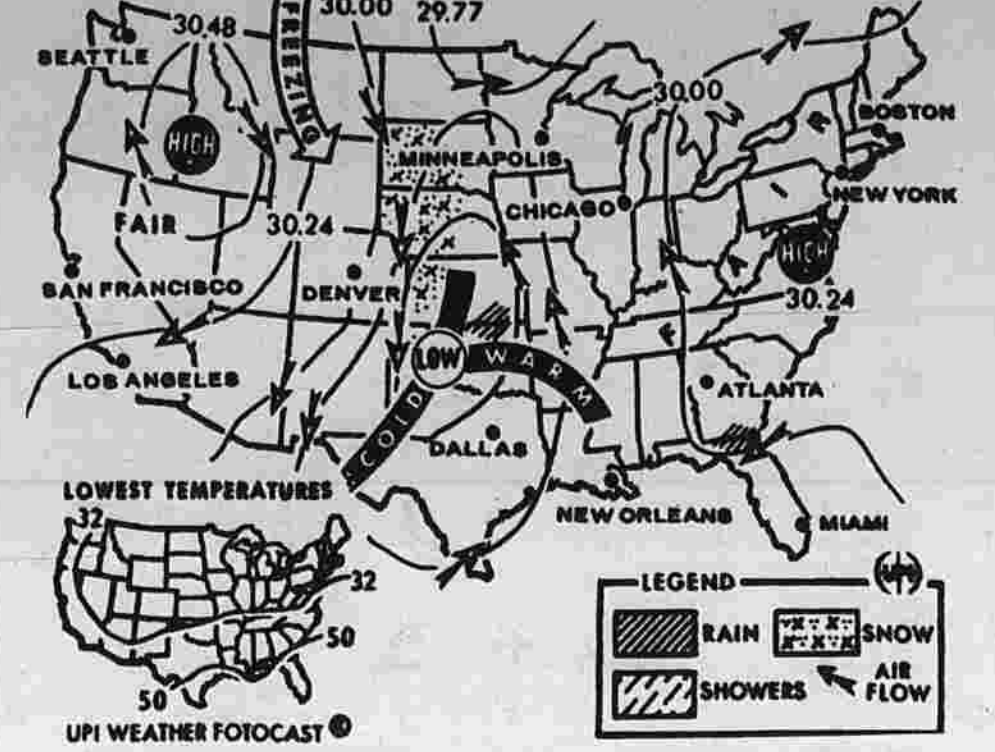 30.00 29.77
30.48
FREEZING
SEATTLE
30.00
HIGH
BOSTON
MINNEAPOLIS
NEW YORK
CHICAGO
FAIR
30.24
FAIR
HIGH
SAN FRANCISCO
DENVER
30.24
LOW
WARM
LOS ANGELES
COLD
ATLANTA
DALLAS
LOWEST TEMPERATURES
NEW ORLEANS
MIAMI
32
32
50
50
LEGEND
UPI
RAIN
SNOW
SHOWERS
AIR
FLOW
UPI WEATHER FOTOCAST ©